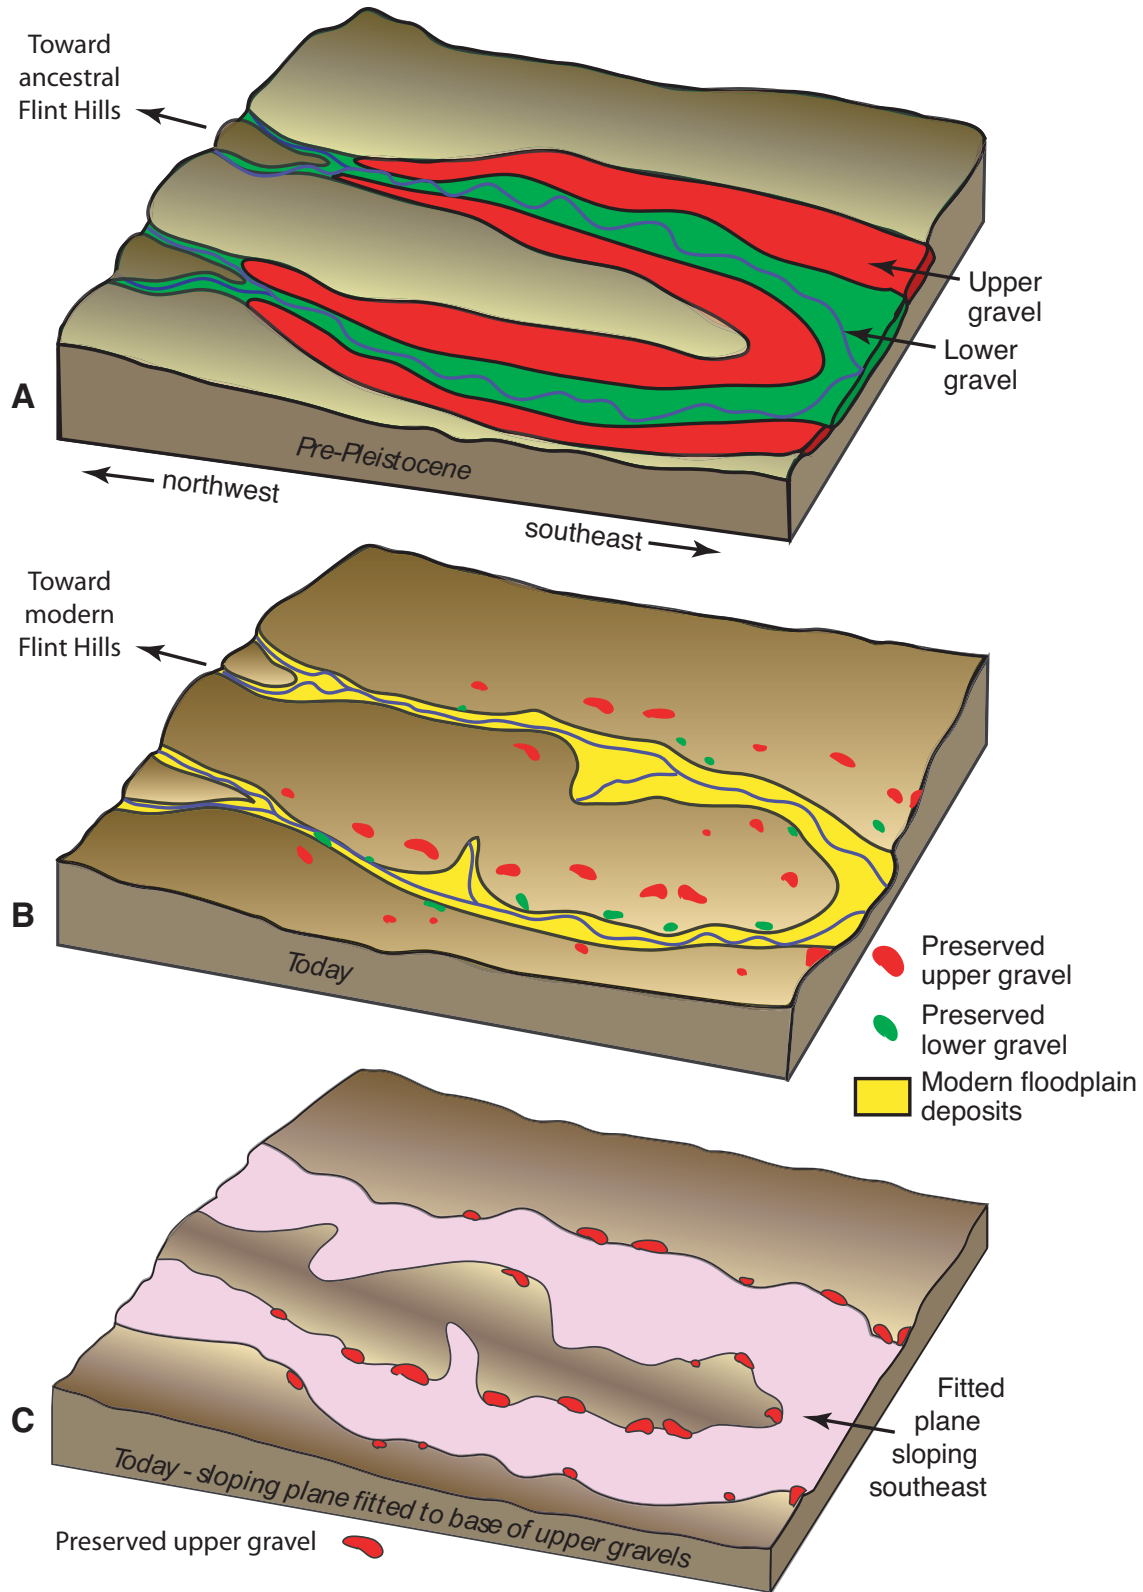 Toward
ancestral
Flint Hills
Upper
gravel
Lower
gravel
A
Pre-Pleistocene
northwest
southeast
Toward
modern
Flint Hills
B
Today
Preserved
upper gravel
Preserved
lower gravel
Modern floodplain
deposits
C
Fitted
plane
sloping
southeast
Today - sloping plane fitted to base of upper gravels
Preserved upper gravel